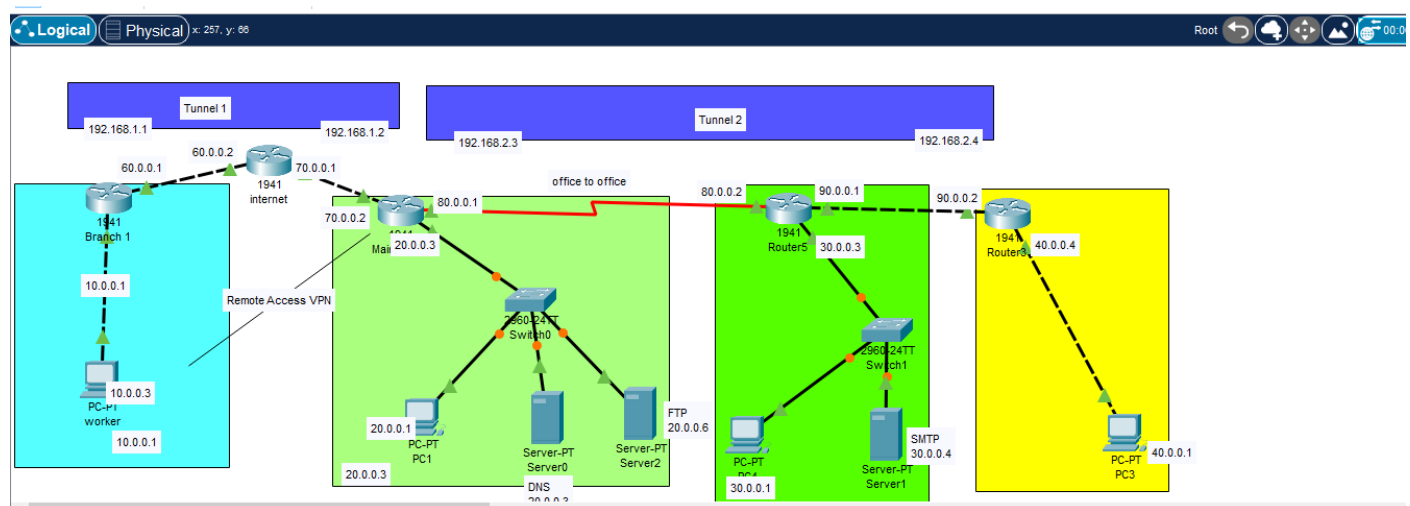 Logical
Physical
x: 257, y: 66
Root
Tunnel 1
192.168.1.1
192.168.1.2
Tunnel 2
192.168.2.3
192.168.2.4
60.0.0.1
60.0.0.2
1941
internet
70.0.0.1
70.0.0.2
1941
Branch 1
10.0.0.1
10.0.0.3
PC-PT
worker
10.0.0.1
Remote Access VPN
80.0.0.1
office to office
80.0.0.2
20.0.0.3
2960-24TT
Switch0
20.0.0.1
PC-PT
PC1
20.0.0.3
Server-PT
Server0
DNS
Server-PT
Server2
FTP
20.0.0.6
90.0.0.1
1941
Router5
30.0.0.3
2960-24TT
Switch1
PC-PT
30.0.0.1
SMTP
30.0.0.4
Server-PT
Server1
90.0.0.2
1941
Router3
40.0.0.4
40.0.0.1
PC-PT
PC3